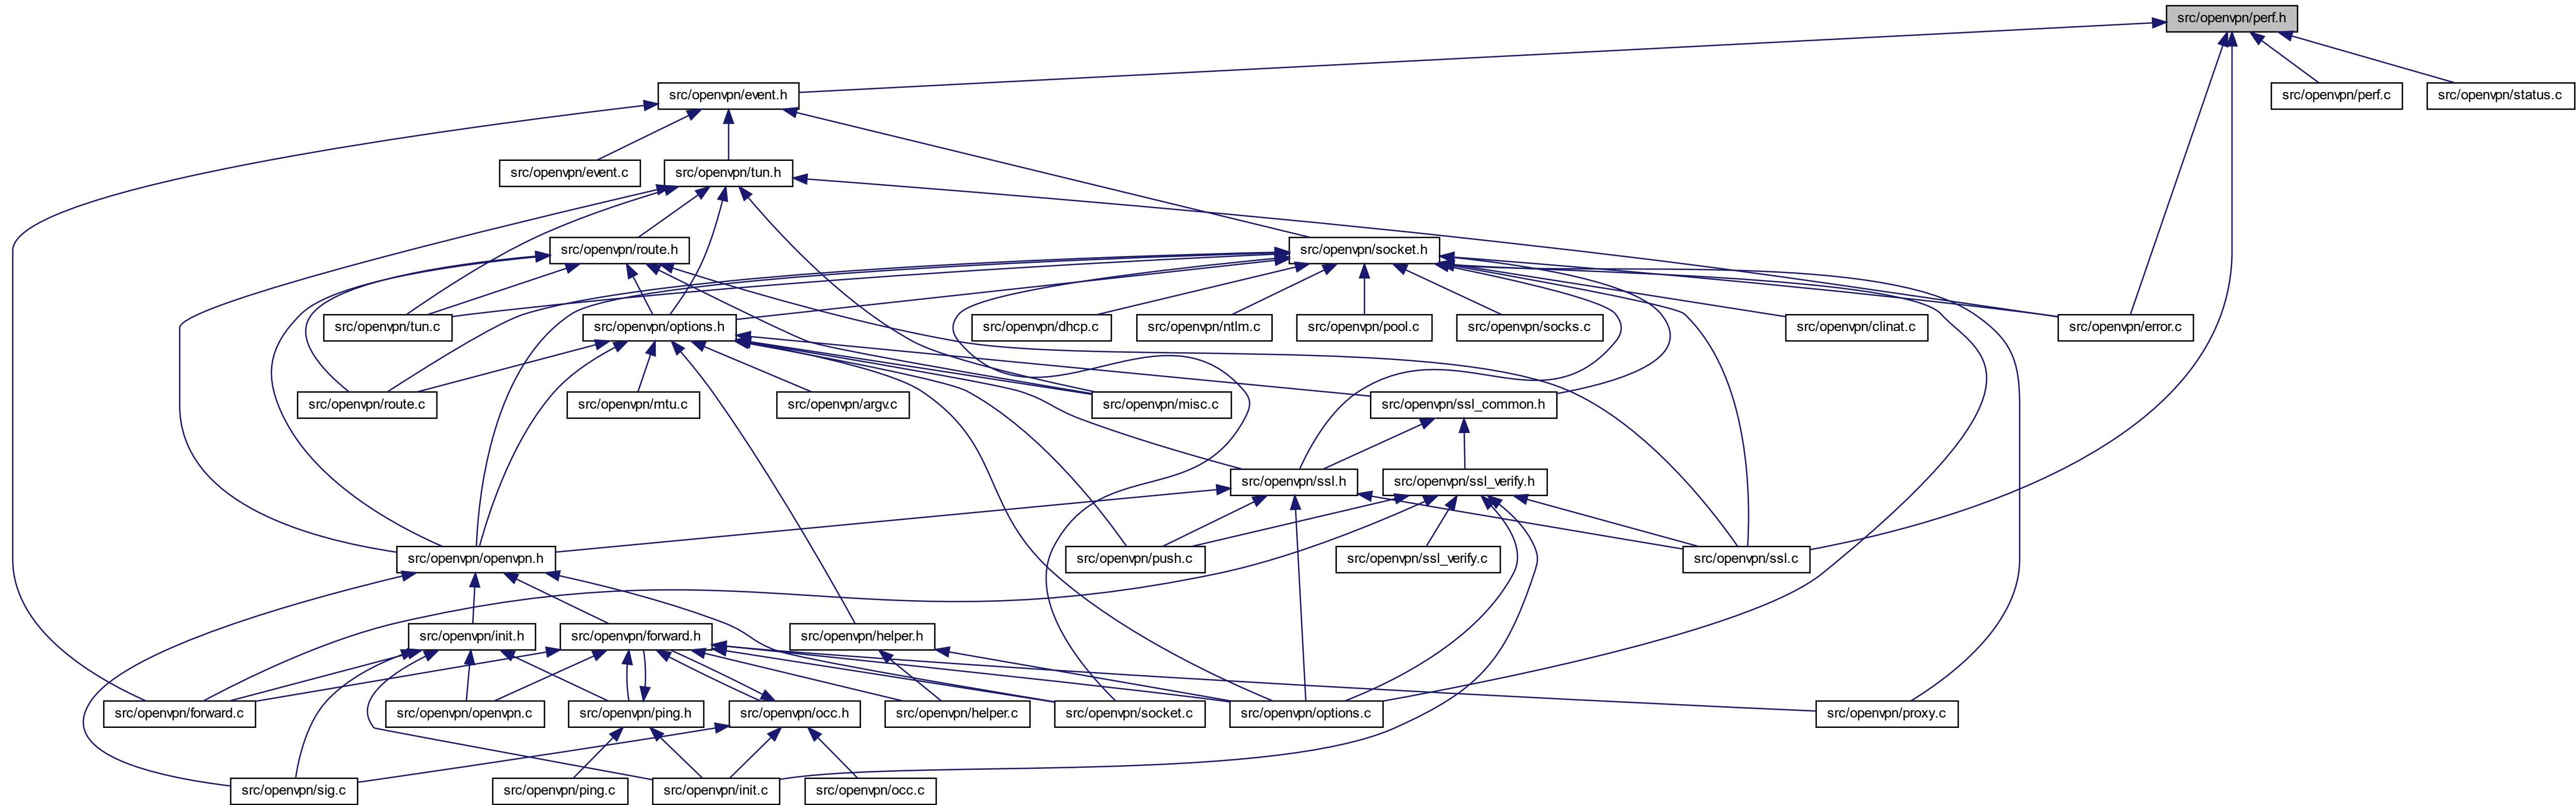 src/openvpn/perf.h
src/openvpn/event.h
src/openvpn/perf.c
src/openvpn/status.c
src/openvpn/event.c
src/openvpn/tun.h
src/openvpn/route.h
src/openvpn/socket.h
src/openvpn/tun.c
src/openvpn/options.h
src/openvpn/dhcp.c
src/openvpn/ntlm.c
src/openvpn/pool.c
src/openvpn/socks.c
src/openvpn/clinat.c
src/openvpn/error.c
src/openvpn/route.c
src/openvpn/mtu.c
src/openvpn/argv.c
src/openvpn/misc.c
src/openvpn/ssl_common.h
src/openvpn/ssl.h
src/openvpn/ssl_verify.h
src/openvpn/openvpn.h
src/openvpn/push.c
src/openvpn/ssl_verify.c
src/openvpn/ssl.c
src/openvpn/init.h
src/openvpn/forward.h
src/openvpn/helper.h
src/openvpn/forward.c
src/openvpn/openvpn.c
src/openvpn/ping.h
src/openvpn/occ.h
src/openvpn/helper.c
src/openvpn/socket.c
src/openvpn/options.c
src/openvpn/proxy.c
src/openvpn/sig.c
src/openvpn/ping.c
src/openvpn/init.c
src/openvpn/occ.c